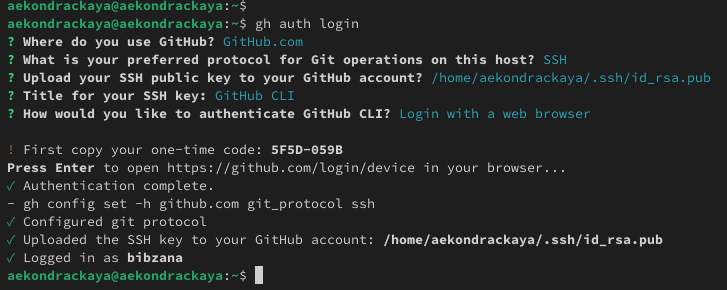 aekondrackaya@aekondrackaya:~$
aekondrackaya@aekondrackaya:~$ gh auth login
? Where do you use GitHub? GitHub.com
? What is your preferred protocol for Git operations on this host? SSH
? Upload your SSH public key to your GitHub account? /home/aekondrackaya/.ssh/id_rsa.pub
? Title for your SSH key: GitHub CLI
? How would you like to authenticate GitHub CLI? Login with a web browser
! First copy your one-time code: 5F5D-059B
Press Enter to open https://github.com/login/device in your browser...
✓ Authentication complete.
- gh config set -h github.com git_protocol ssh
✓ Configured git protocol
✓ Uploaded the SSH key to your GitHub account: /home/aekondrackaya/.ssh/id_rsa.pub
✓ Logged in as bibzana
aekondrackaya@aekondrackaya:~$